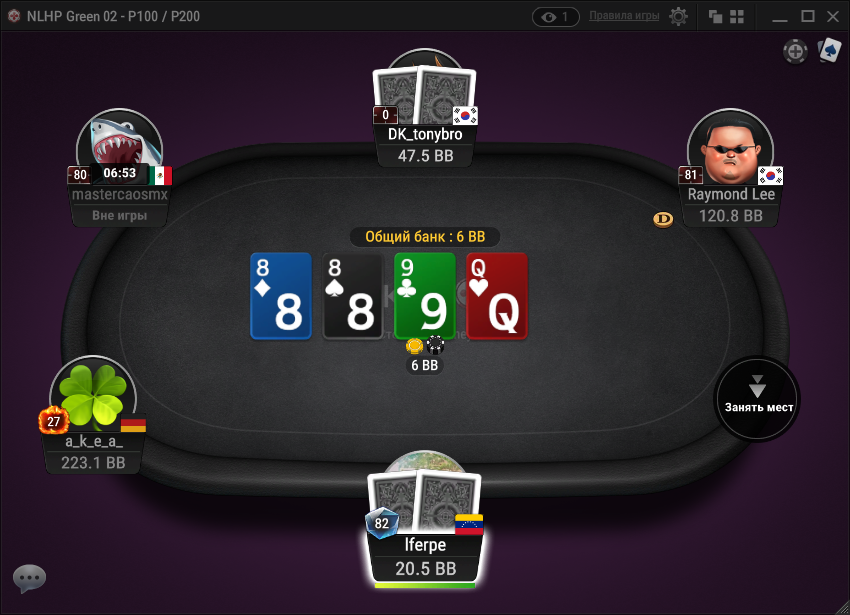 NLHP Green 02 - P100 / P200
1
Правила игры
0
DK_tonybro
47.5 BB
80
06:53
mastercaosmx
Вне игры
81
Raymond Lee
120.8 BB
D
Общий банк : 6 BB
8
8
8
8
9
9
Q
Q
6 BB
Занять мест
27
a_k_e_a_
223.1 BB
82
lferpe
20.5 BB